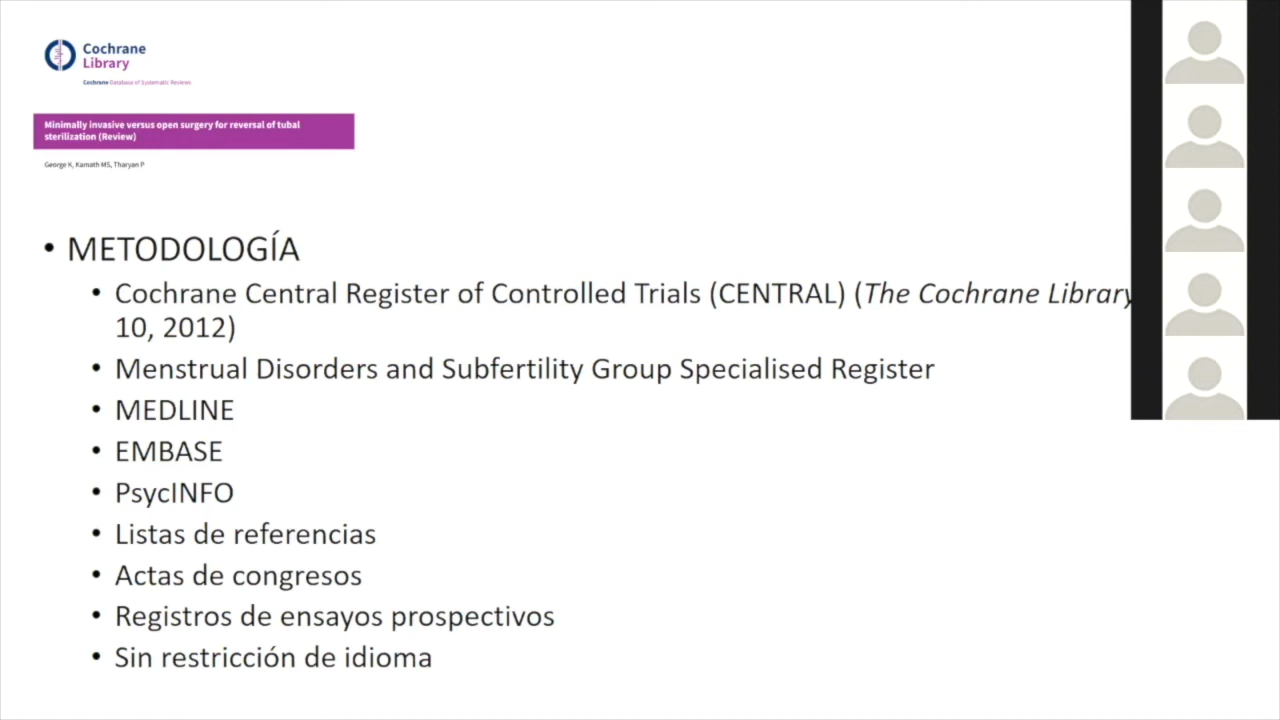 Cochrane
Library
Cochrane Database of Systematic Reviews
Minimally invasive versus open surgery for reversal of tubal
sterilization (Review)
George K, Kamath MS, Tharyan P
• METODOLOGÍA
• Cochrane Central Register of Controlled Trials (CENTRAL) (The Cochrane Library
10, 2012)
• Menstrual Disorders and Subfertility Group Specialised Register
• MEDLINE
• EMBASE
• PsycINFO
• Listas de referencias
• Actas de congresos
• Registros de ensayos prospectivos
• Sin restricción de idioma